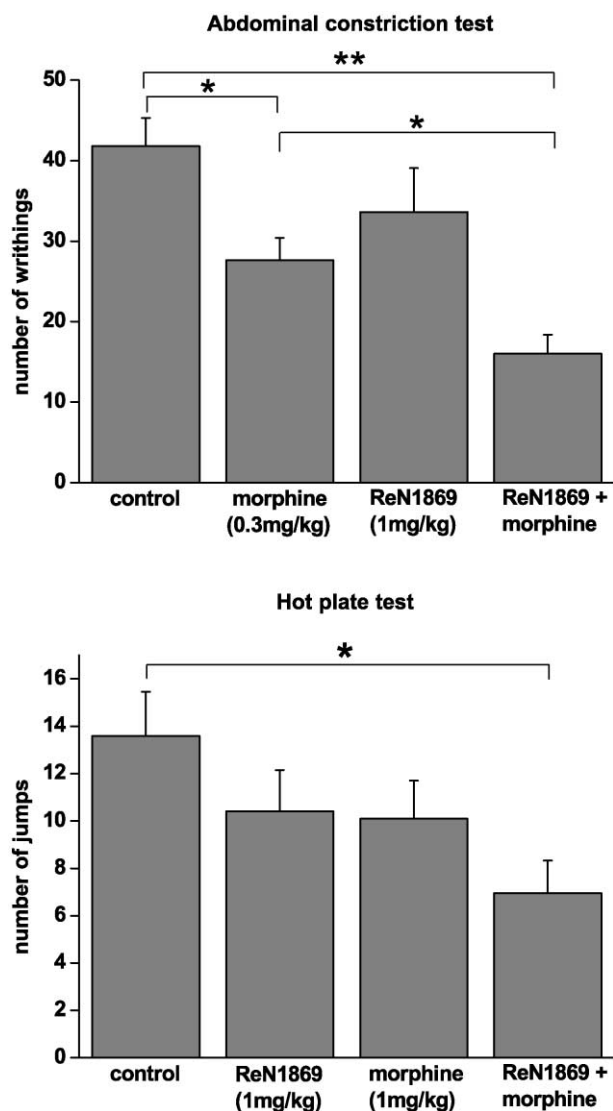 Abdominal constriction test
**
*
*
50
40
30
20
10
0
number of writhings
control
morphine
(0.3mg/kg)
ReN1869
(1mg/kg)
ReN1869 +
morphine
Hot plate test
*
16
14
12
10
8
6
4
2
0
number of jumps
control
ReN1869
(1mg/kg)
morphine
(1mg/kg)
ReN1869 +
morphine